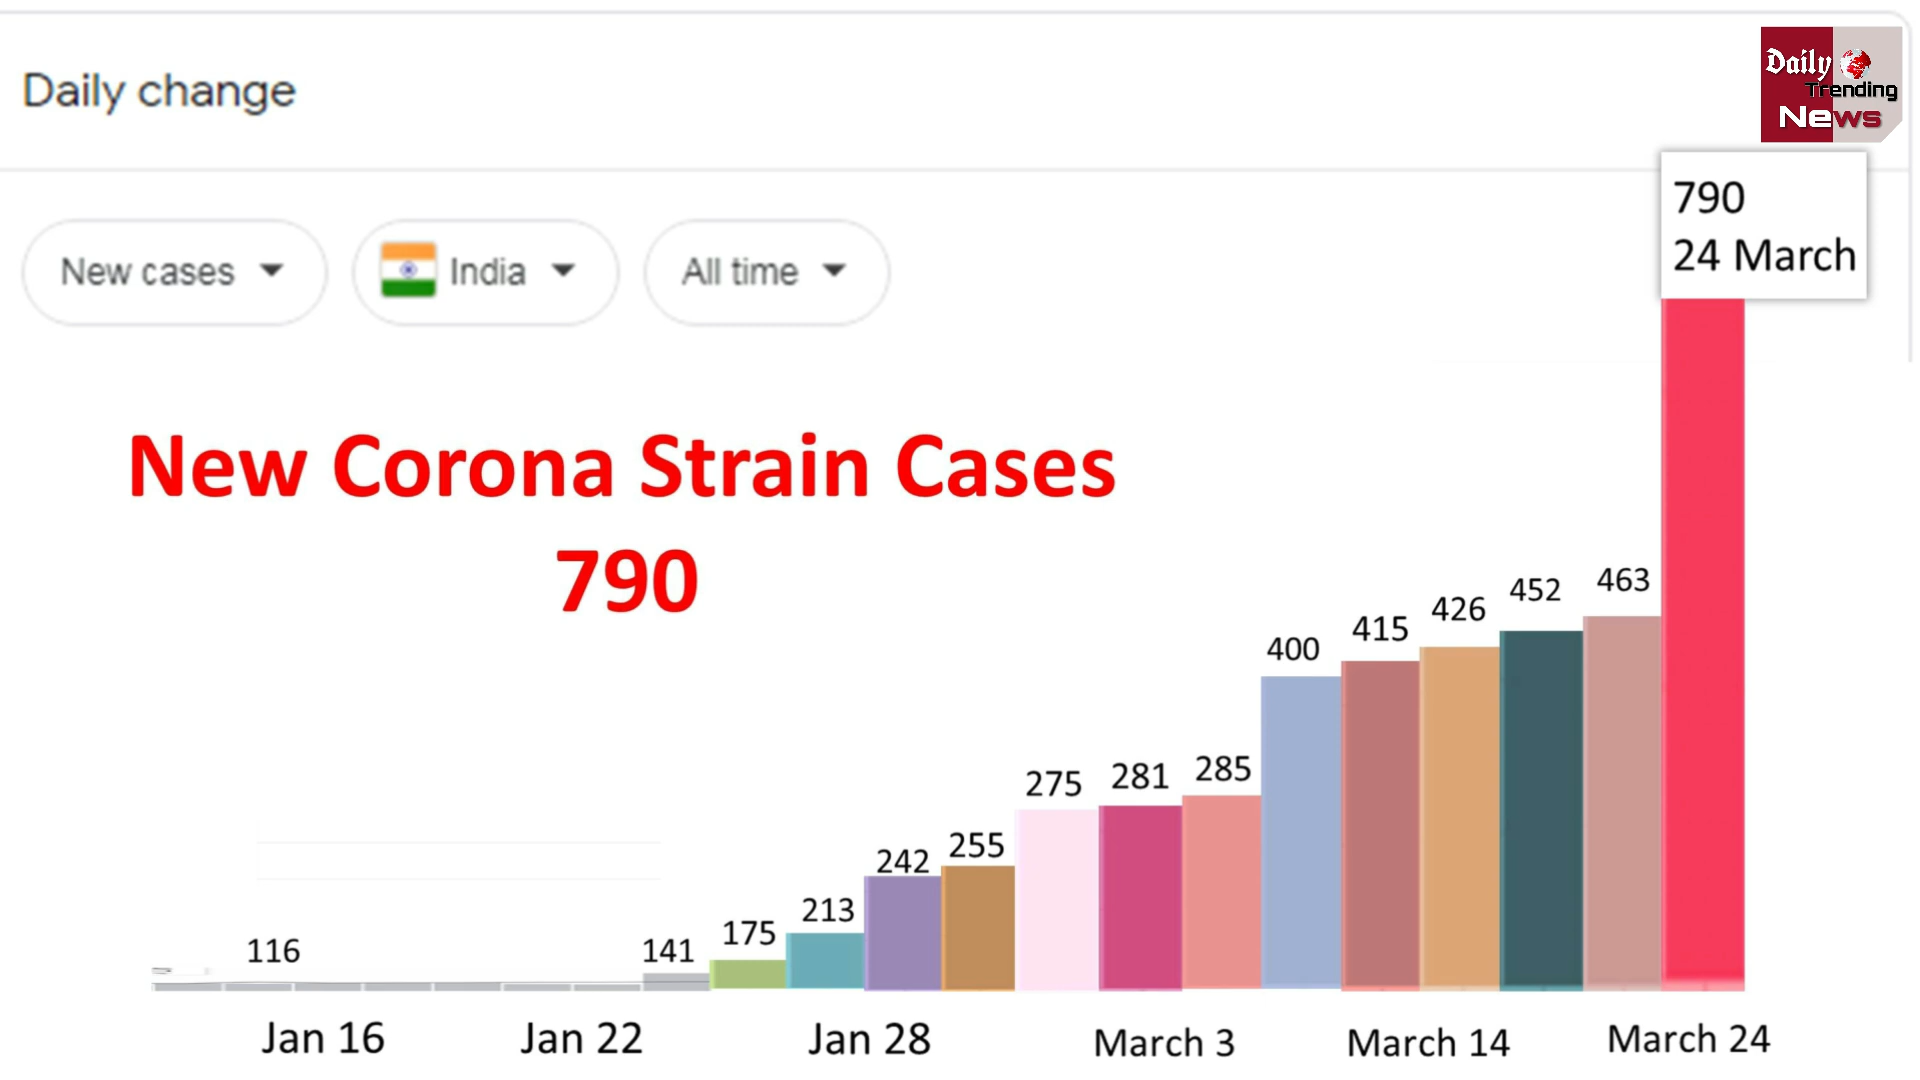 Daily change
Daily
Trending
News
790
24 March
New cases
India
All time
New Corona Strain Cases
790
116
141
175
213
242
255
275
281
285
400
415
426
452
463
Jan 16
Jan 22
Jan 28
March 3
March 14
March 24